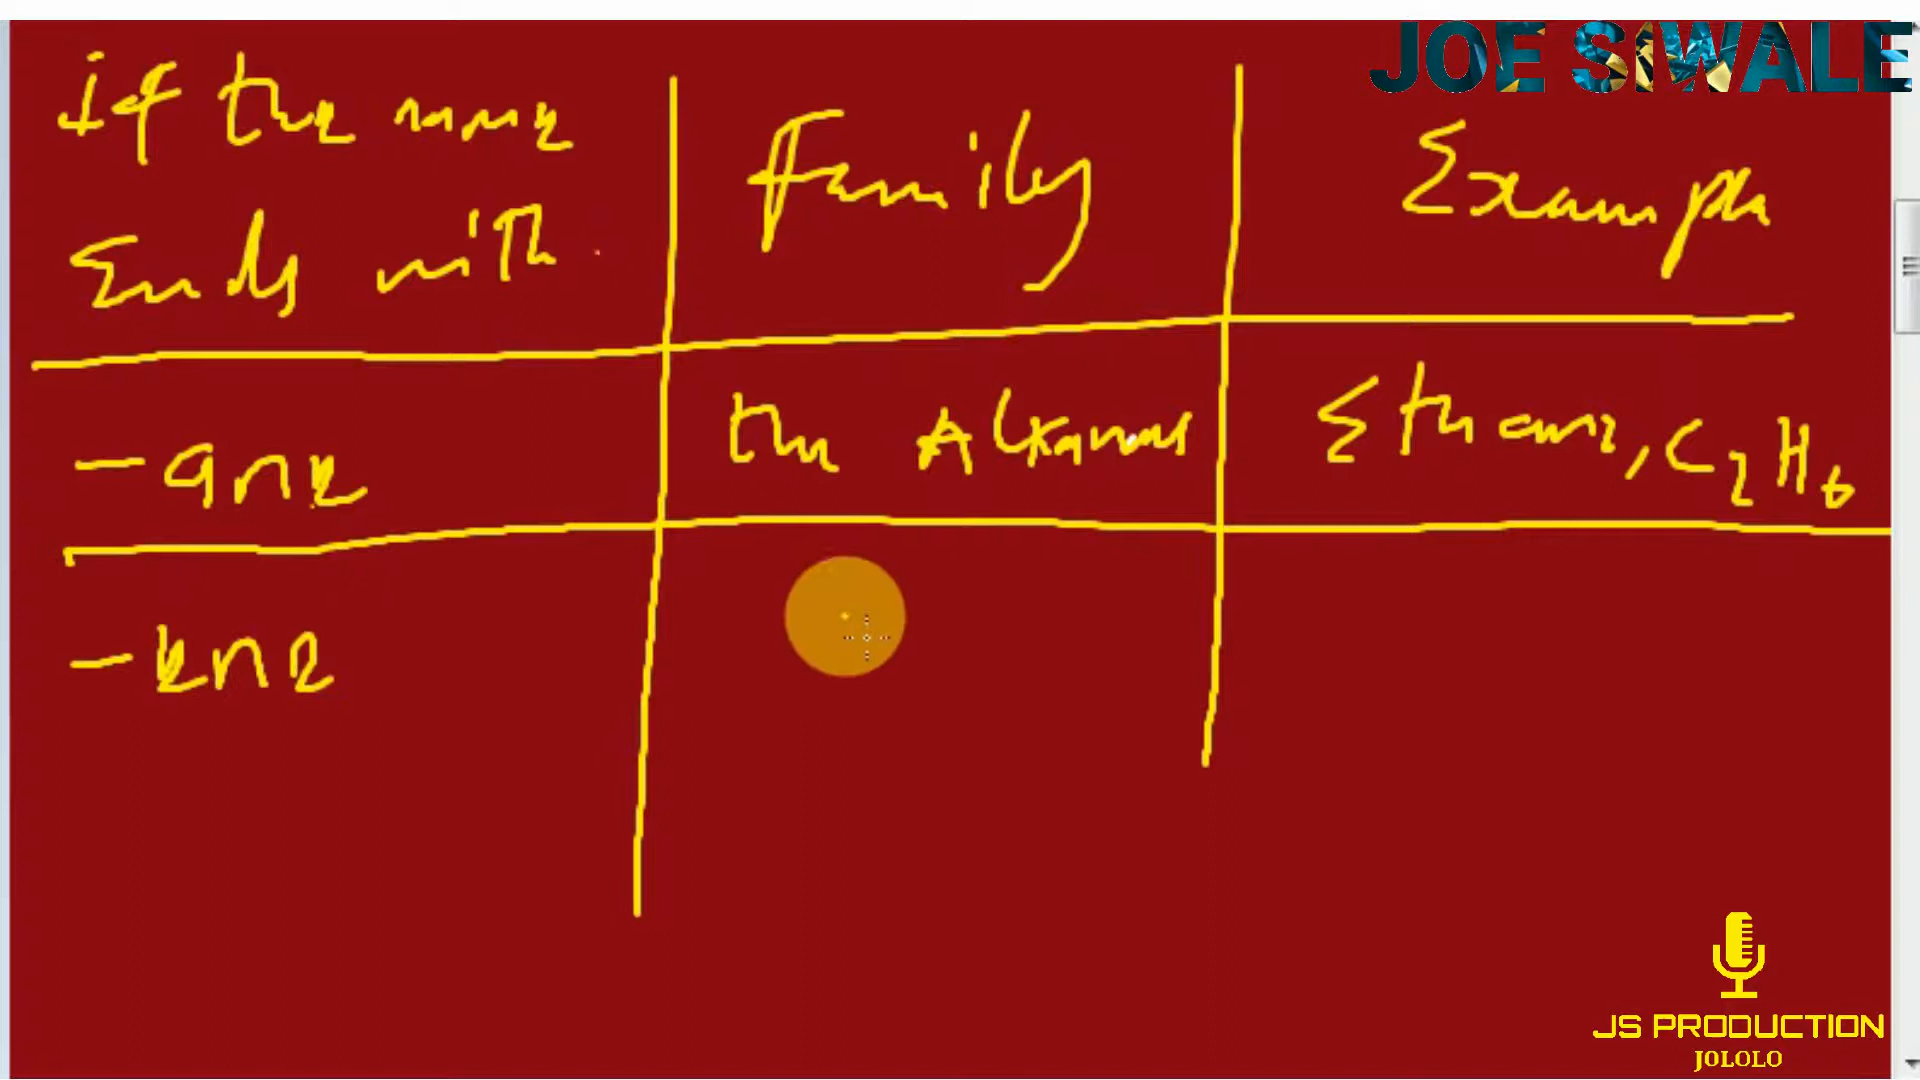 JOE SIWALE
if the name
Ends with
Family
Example
-ane
the Alkanes
Ethane, C2H6
-ene
JS PRODUCTION
JOLOLO